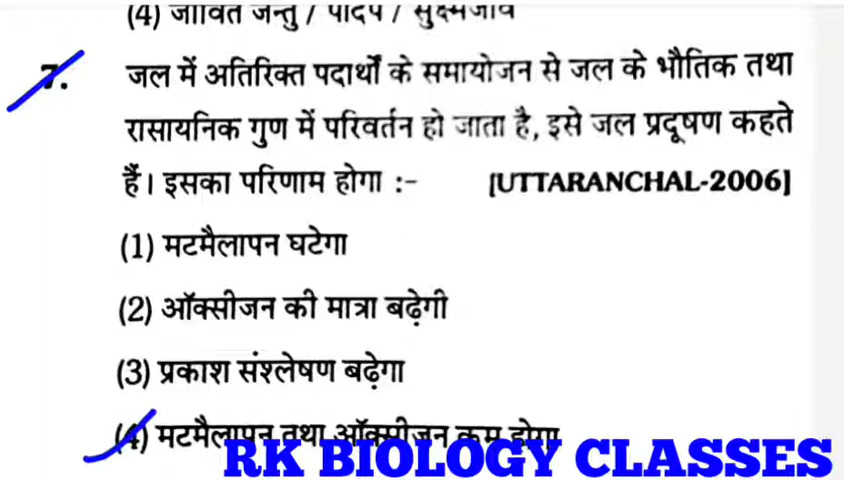 (4) जीवित जन्तु / पादप / सुक्ष्मजीव
7. जल में अतिरिक्त पदार्थों के समायोजन से जल के भौतिक तथा
रासायनिक गुण में परिवर्तन हो जाता है, इसे जल प्रदूषण कहते
हैं। इसका परिणाम होगा :- [UTTARANCHAL-2006]
(1) मटमैलापन घटेगा
(2) ऑक्सीजन की मात्रा बढ़ेगी
(3) प्रकाश संश्लेषण बढ़ेगा
(4) मटमैलापन तथा ऑक्सीजन कम होगा
RK BIOLOGY CLASSES